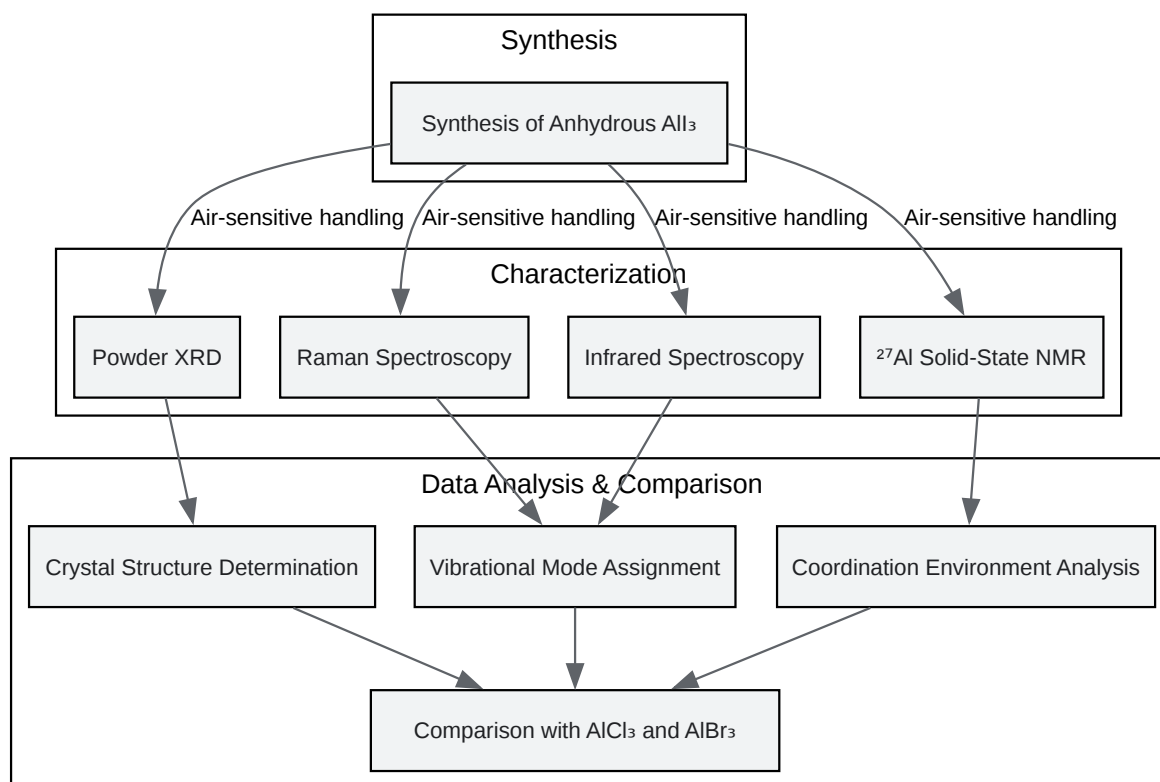 Synthesis
Synthesis of Anhydrous AlI₃
Air-sensitive handling
Air-sensitive handling
Air-sensitive handling
Air-sensitive handling
Characterization
Powder XRD
Raman Spectroscopy
Infrared Spectroscopy
²⁷Al Solid-State NMR
Data Analysis & Comparison
Crystal Structure Determination
Vibrational Mode Assignment
Coordination Environment Analysis
Comparison with AlCl₃ and AlBr₃